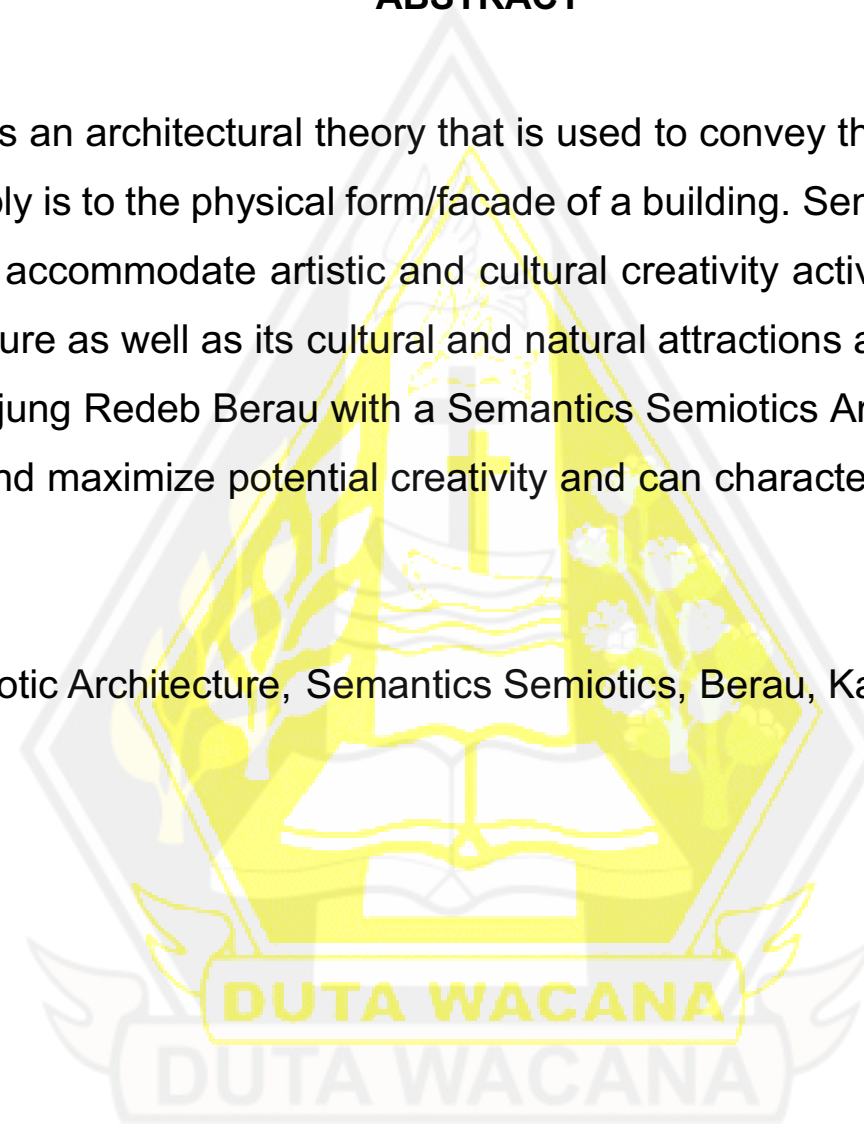 ABSTRACT
s an architectural theory that is used to convey th
ly is to the physical form/facade of a building. Ser
accommodate artistic and cultural creativity activ
ure as well as its cultural and natural attractions a
jung Redeb Berau with a Semantics Semiotics Ar
nd maximize potential creativity and can characte
otic Architecture, Semantics Semiotics, Berau, Ka
DUTA WACANA
DUTA WACANA